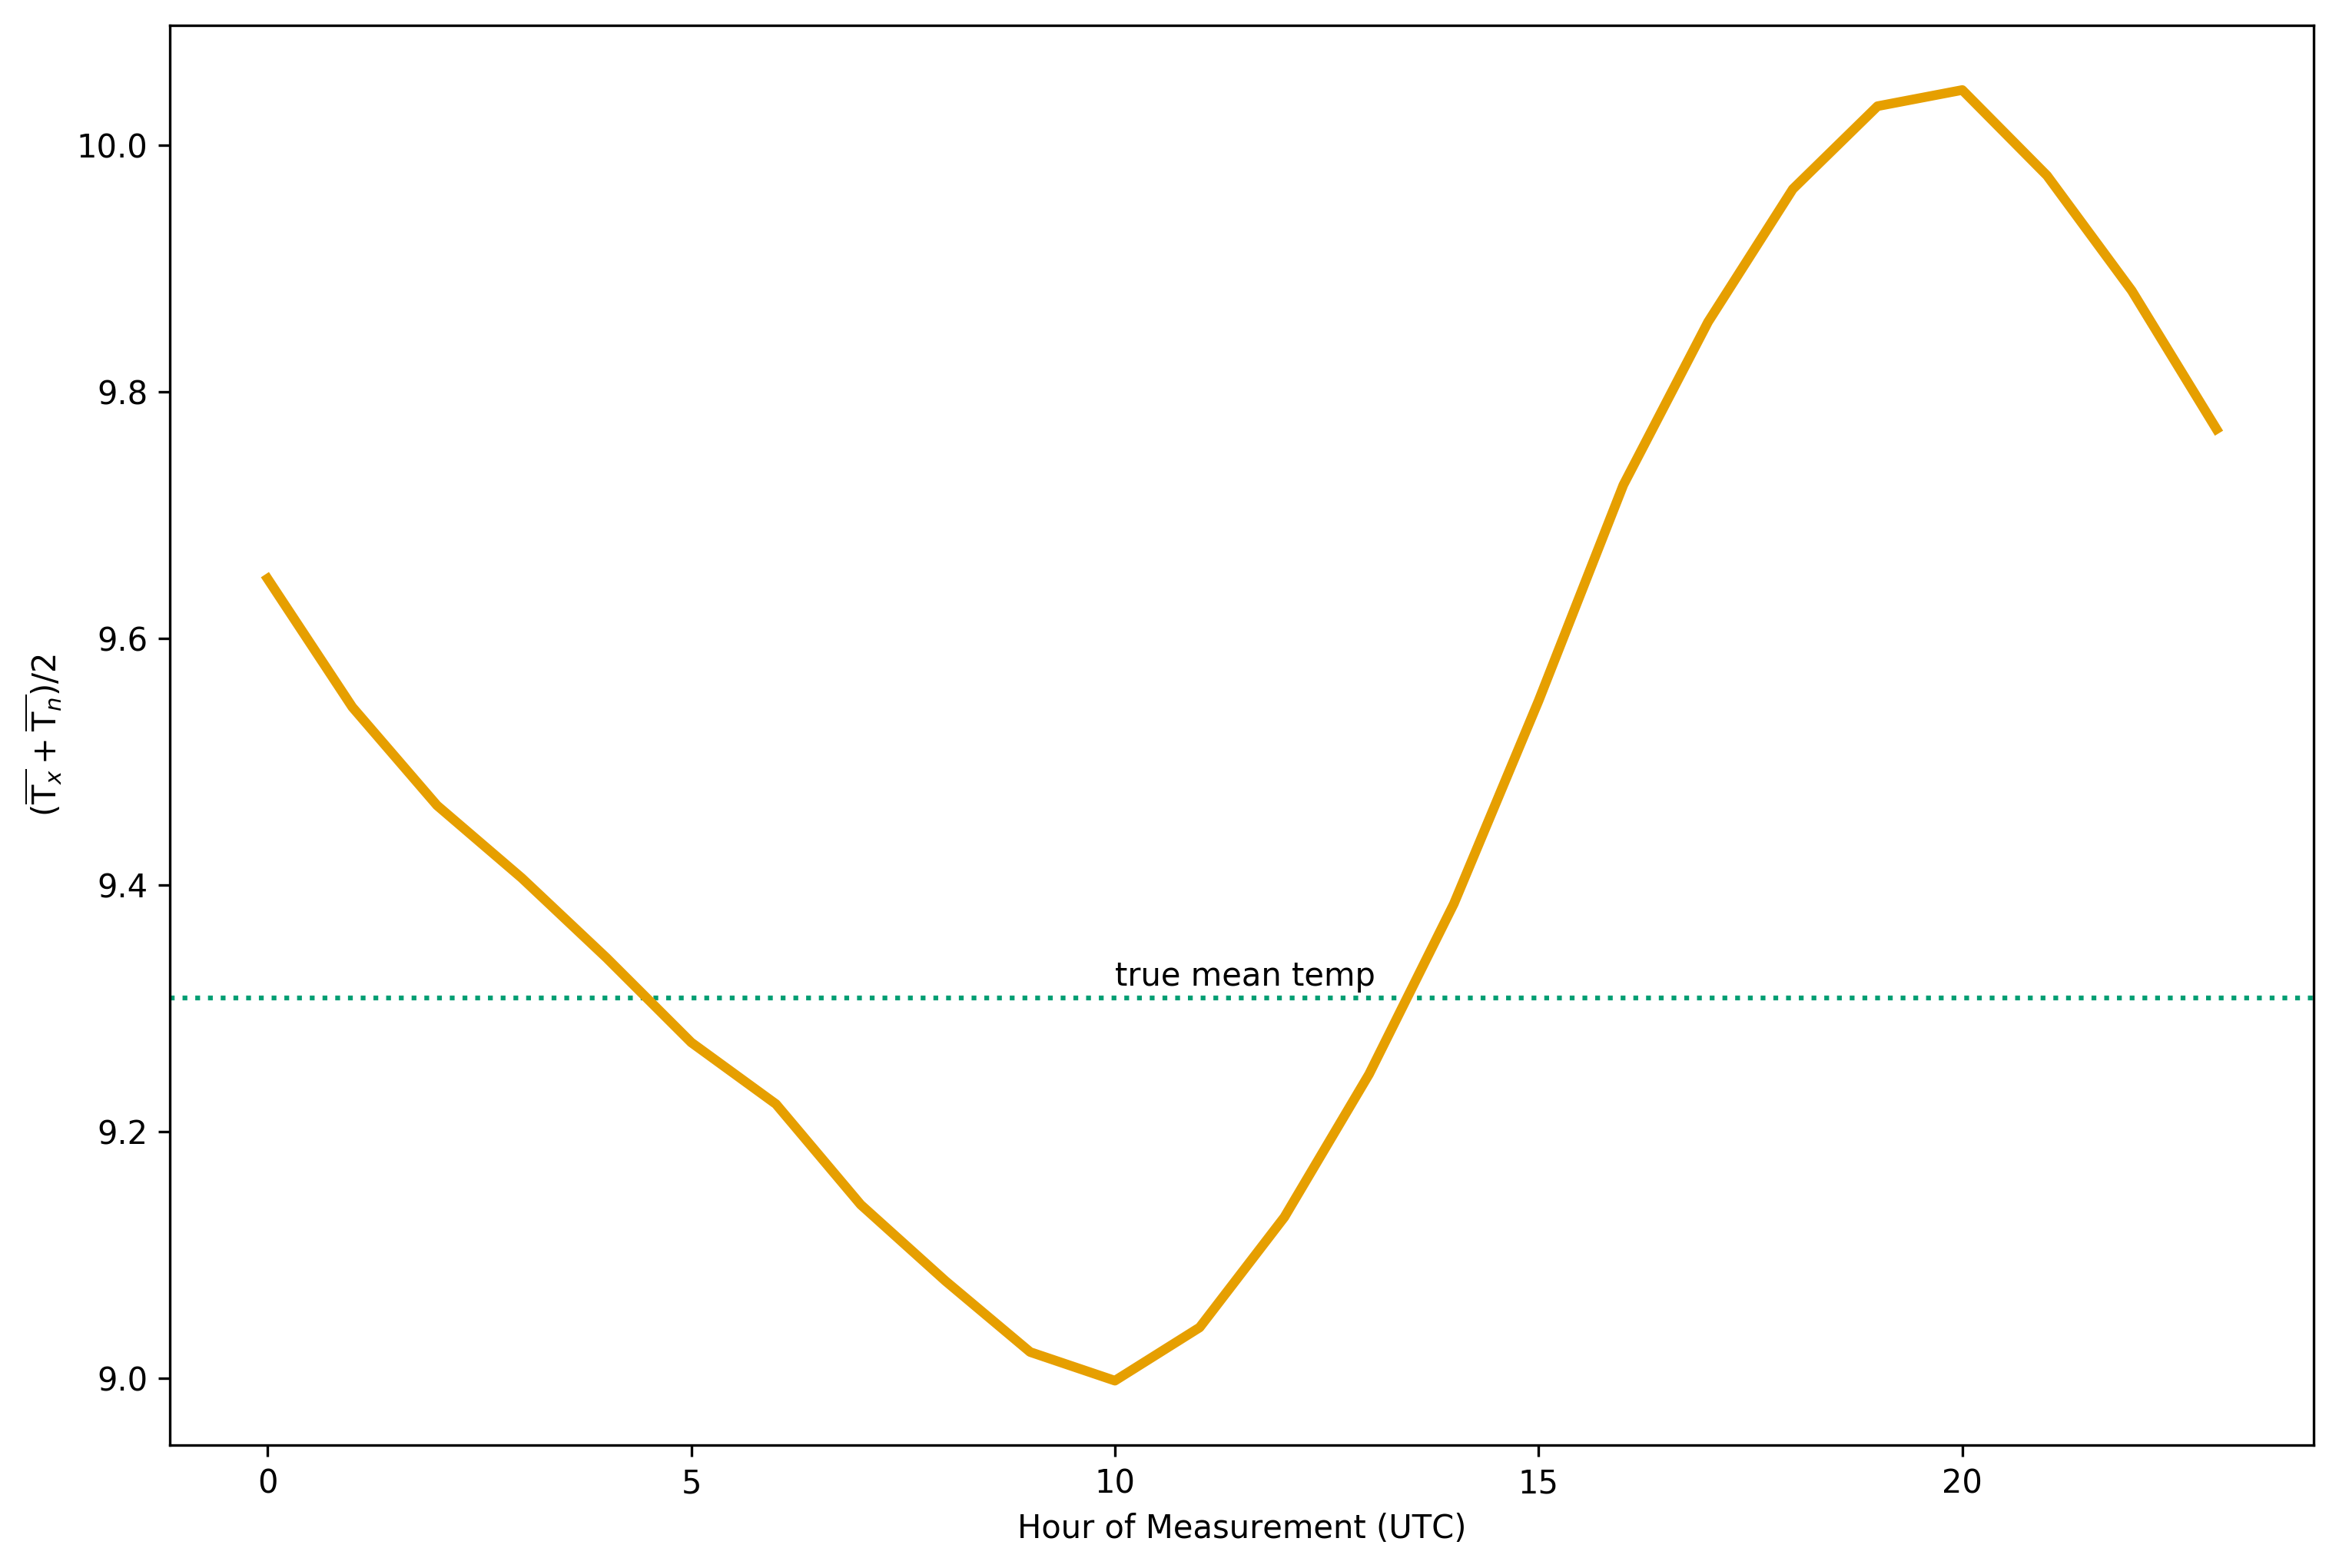 10.0
9.8
9.6
9.4
9.2
9.0
(T̅ₓ + T̅ₙ)/2
true mean temp
0 5 10 15 20
Hour of Measurement (UTC)